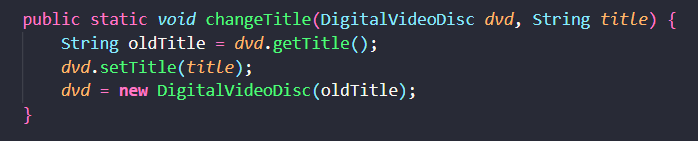 public static void changeTitle(DigitalVideoDisc dvd, String title) {
String oldTitle = dvd.getTitle();
dvd.setTitle(title);
dvd = new DigitalVideoDisc(oldTitle);
}